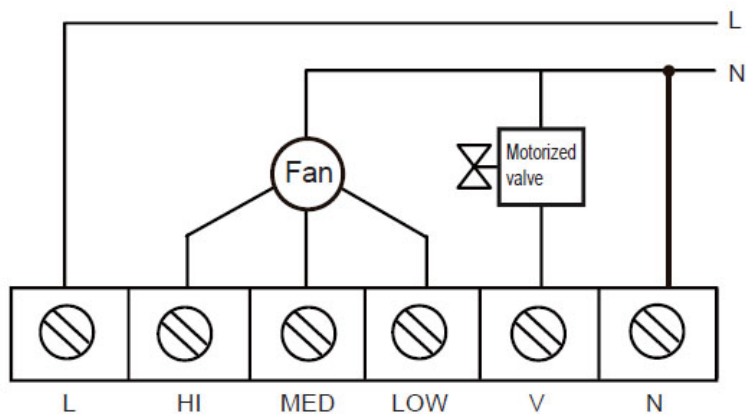 L
N
Fan
Motorized
valve
L HI MED LOW V N